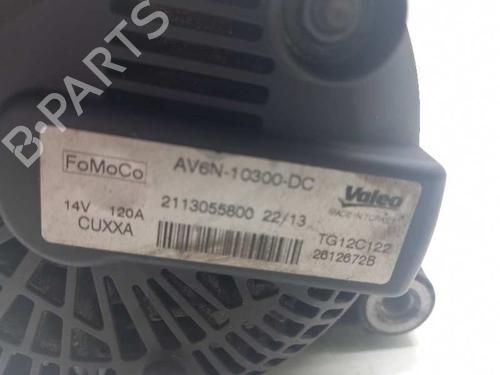 B-PARTS
FoMoCo
AV6N-10300-DC
Valeo
14V 120A
2113055800 22/13
CUXXA
TG12C122
2612672B